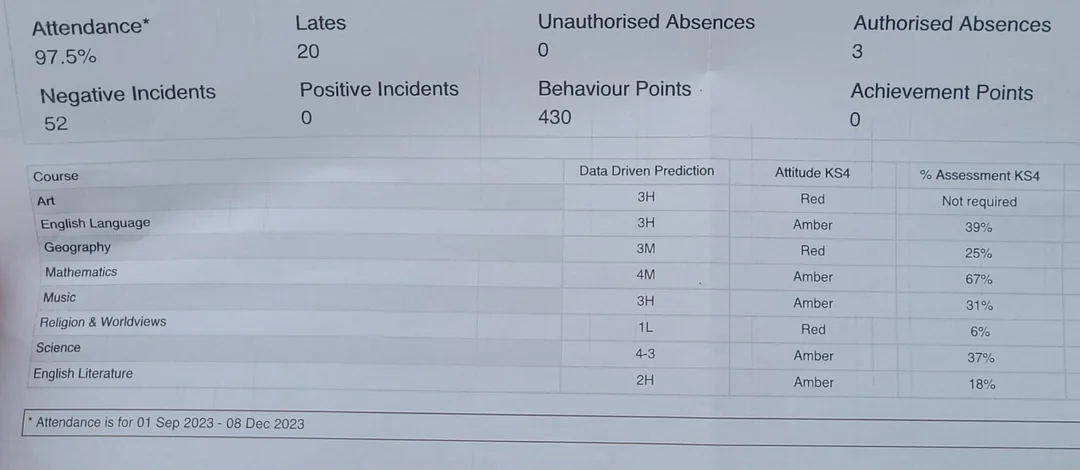 Attendance* Lates Unauthorised Absences Authorised Absences
97.5% 20 0 3
Negative Incidents Positive Incidents Behaviour Points Achievement Points
52 0 430 0
Course Data Driven Prediction Attitude KS4 % Assessment KS4
Art 3H Red Not required
English Language 3H Amber 39%
Geography 3M Red 25%
Mathematics 4M Amber 67%
Music 3H Amber 31%
Religion & Worldviews 1L Red 6%
Science 4-3 Amber 37%
English Literature 2H Amber 18%
* Attendance is for 01 Sep 2023 - 08 Dec 2023